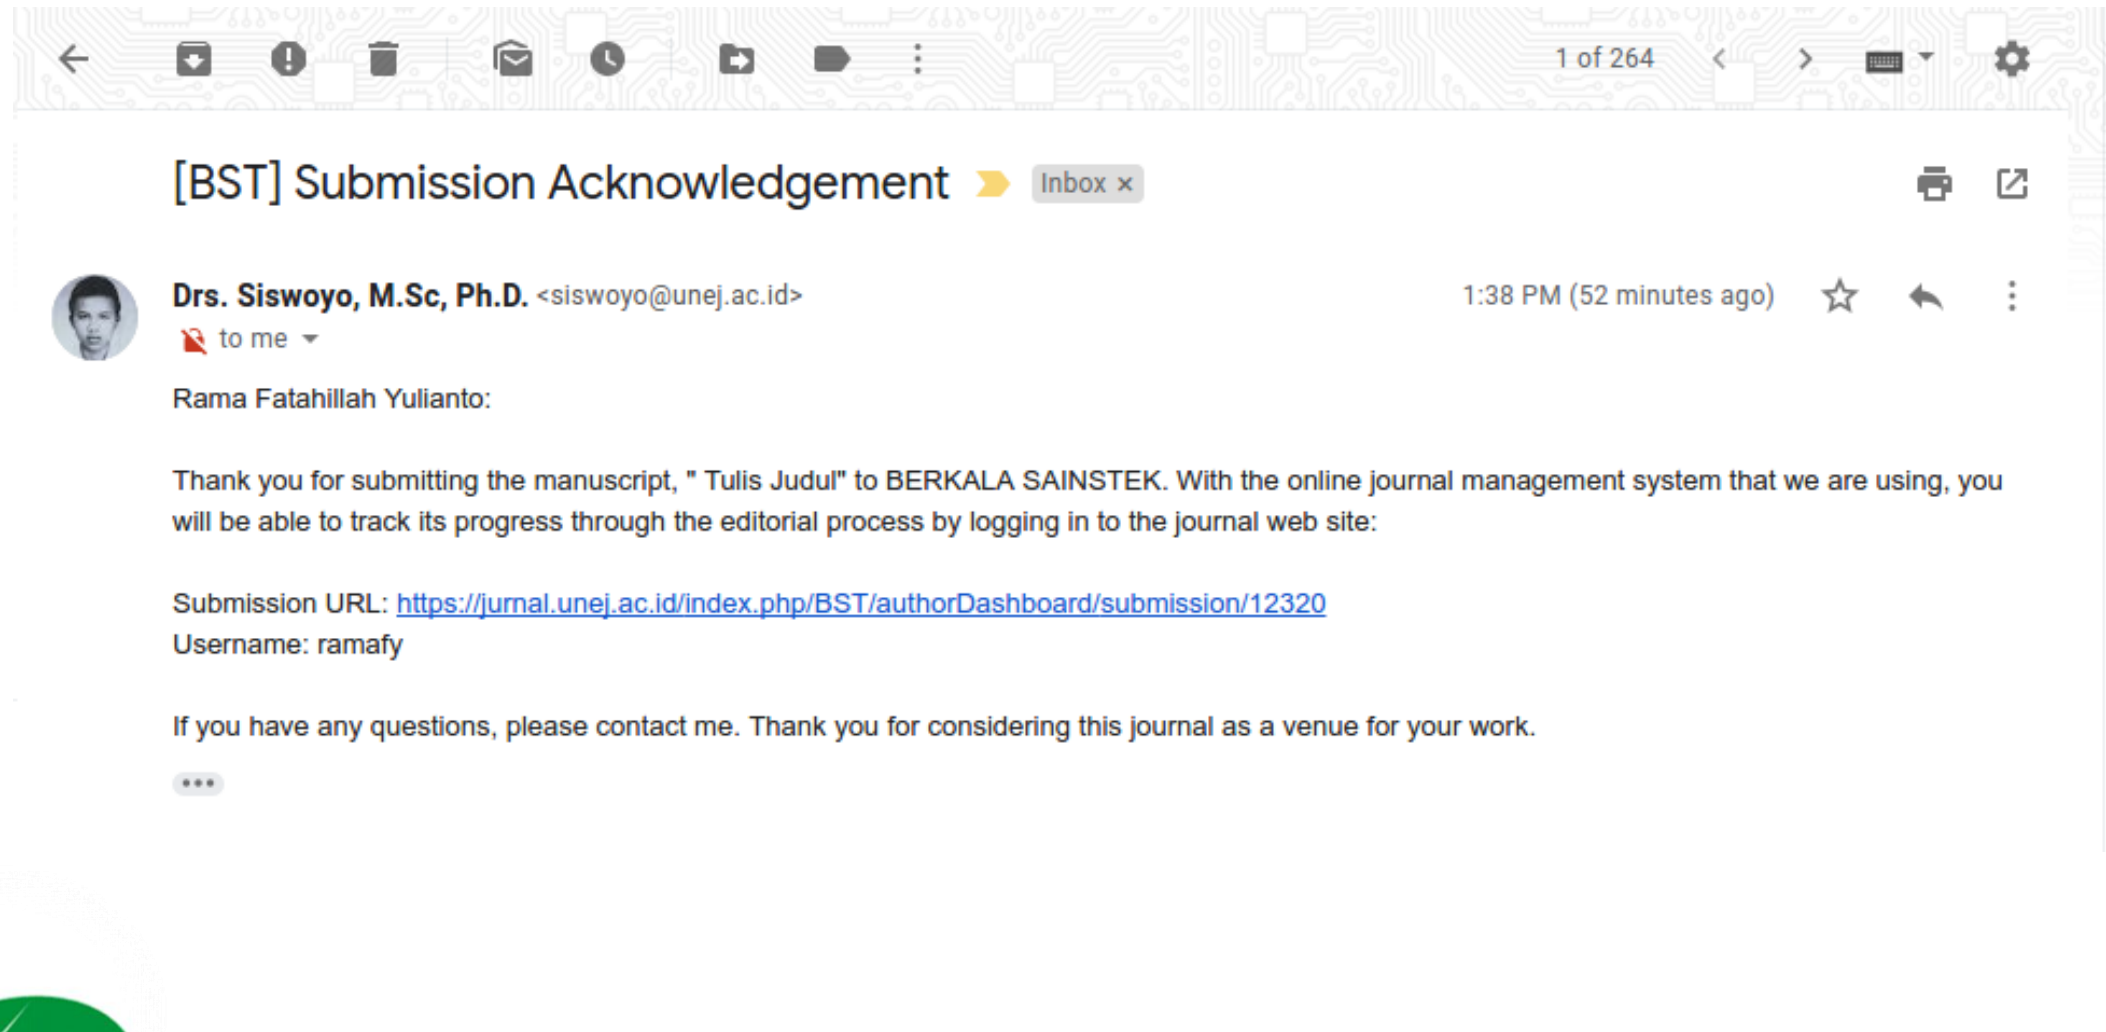 1 of 264
[BST] Submission Acknowledgement Inbox ×
Drs. Siswoyo, M.Sc, Ph.D. <siswoyo@unej.ac.id> 1:38 PM (52 minutes ago)
to me
Rama Fatahillah Yulianto:
Thank you for submitting the manuscript, " Tulis Judul" to BERKALA SAINSTEK. With the online journal management system that we are using, you
will be able to track its progress through the editorial process by logging in to the journal web site:
Submission URL: https://jurnal.unej.ac.id/index.php/BST/authorDashboard/submission/12320
Username: ramafy
If you have any questions, please contact me. Thank you for considering this journal as a venue for your work.